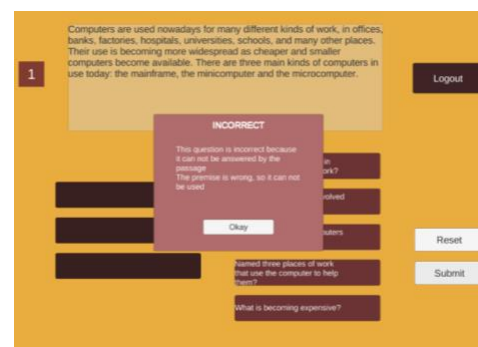 Computers are used nowadays for many different kinds of work, in offices,
banks, factories, hospitals, universities, schools, and many other places.
Their use is becoming more widespread as cheaper and smaller
computers become available. There are three main kinds of computers in
use today: the mainframe, the minicomputer and the microcomputer.
1
Logout
INCORRECT
This question is incorrect because
it can not be answered by the
passage
The premise is wrong, so it can not
be used
Okay
in
ork?
volved
uters
Named three places of work
that use the computer to help
them?
What is becoming expensive?
Reset
Submit